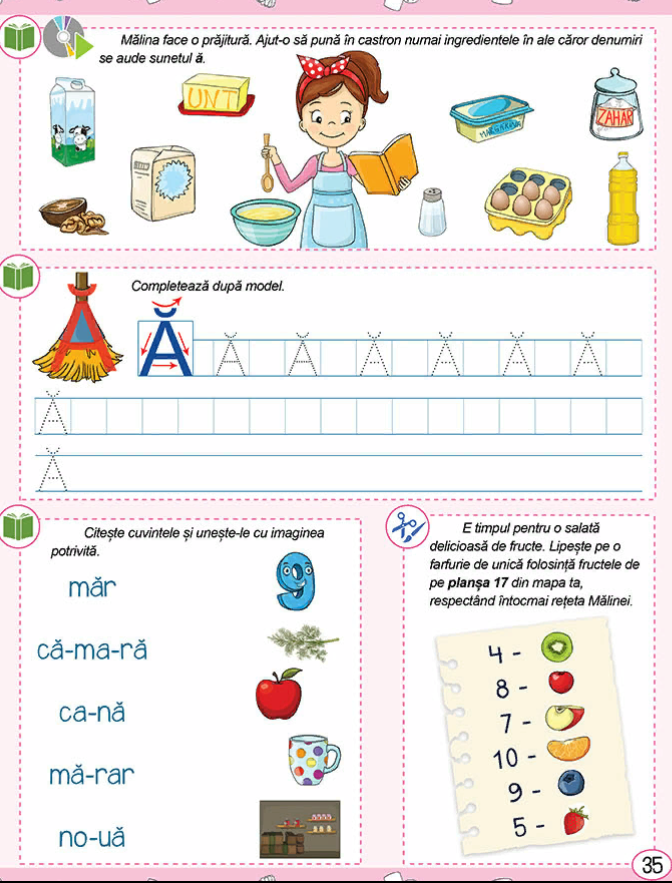 Mălina face o prăjitură. Ajut-o să pună în castron numai ingredientele în ale căror denumiri
se aude sunetul ă.
UNT
MARGARINĂ
ZAHĂR
Completează după model.
Ă Ă Ă Ă Ă Ă Ă
Ă
Ă
Citește cuvintele și unește-le cu imaginea
potrivită.
măr
că-ma-ră
ca-nă
mă-rar
no-uă
9
E timpul pentru o salată
delicioasă de fructe. Lipește pe o
farfurie de unică folosință fructele de
pe planșa 17 din mapa ta,
respectând întocmai rețeta Mălinei.
4 -
8 -
7 -
10 -
9 -
5 -
35